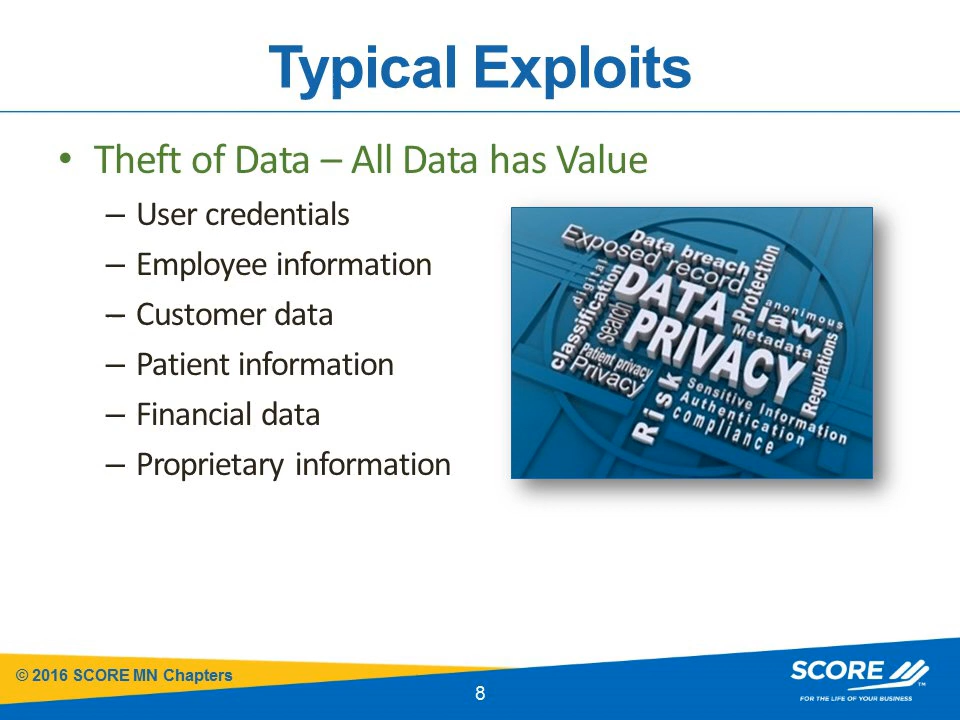 Typical Exploits
• Theft of Data – All Data has Value
– User credentials
– Employee information
– Customer data
– Patient information
– Financial data
– Proprietary information
Data breach
Exposed record
Protection
digital
classification
search
DATA
PRIVACY
anonimous
law
Metadata
Patient privacy
Privacy
Risk
Regulations
Sensitive Information
Authentication
compliance
© 2016 SCORE MN Chapters
8
SCORE ™
FOR THE LIFE OF YOUR BUSINESS